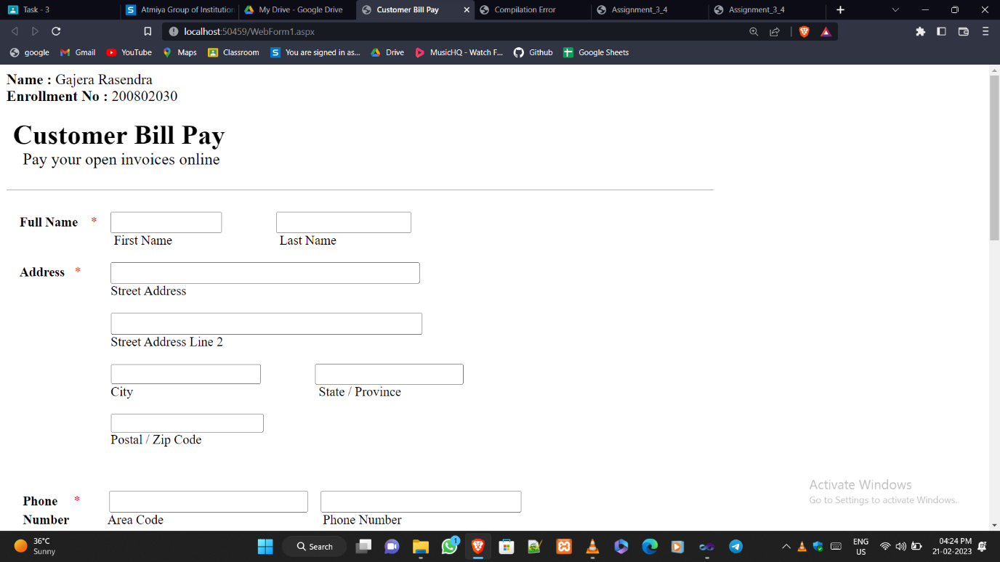 Task - 3
Atmiya Group of Institution
My Drive - Google Drive
Customer Bill Pay
Compilation Error
Assignment_3_4
Assignment_3_4
localhost:50459/WebForm1.aspx
google
Gmail
YouTube
Maps
Classroom
You are signed in as...
Drive
MusicHQ - Watch F...
Github
Google Sheets
Name : Gajera Rasendra
Enrollment No : 200802030
Customer Bill Pay
Pay your open invoices online
Full Name *
First Name
Last Name
Address *
Street Address
Street Address Line 2
City
State / Province
Postal / Zip Code
Phone *
Number
Area Code
Phone Number
Activate Windows
Go to Settings to activate Windows.
36°C
Sunny
Search
1
ENG
US
04:24 PM
21-02-2023